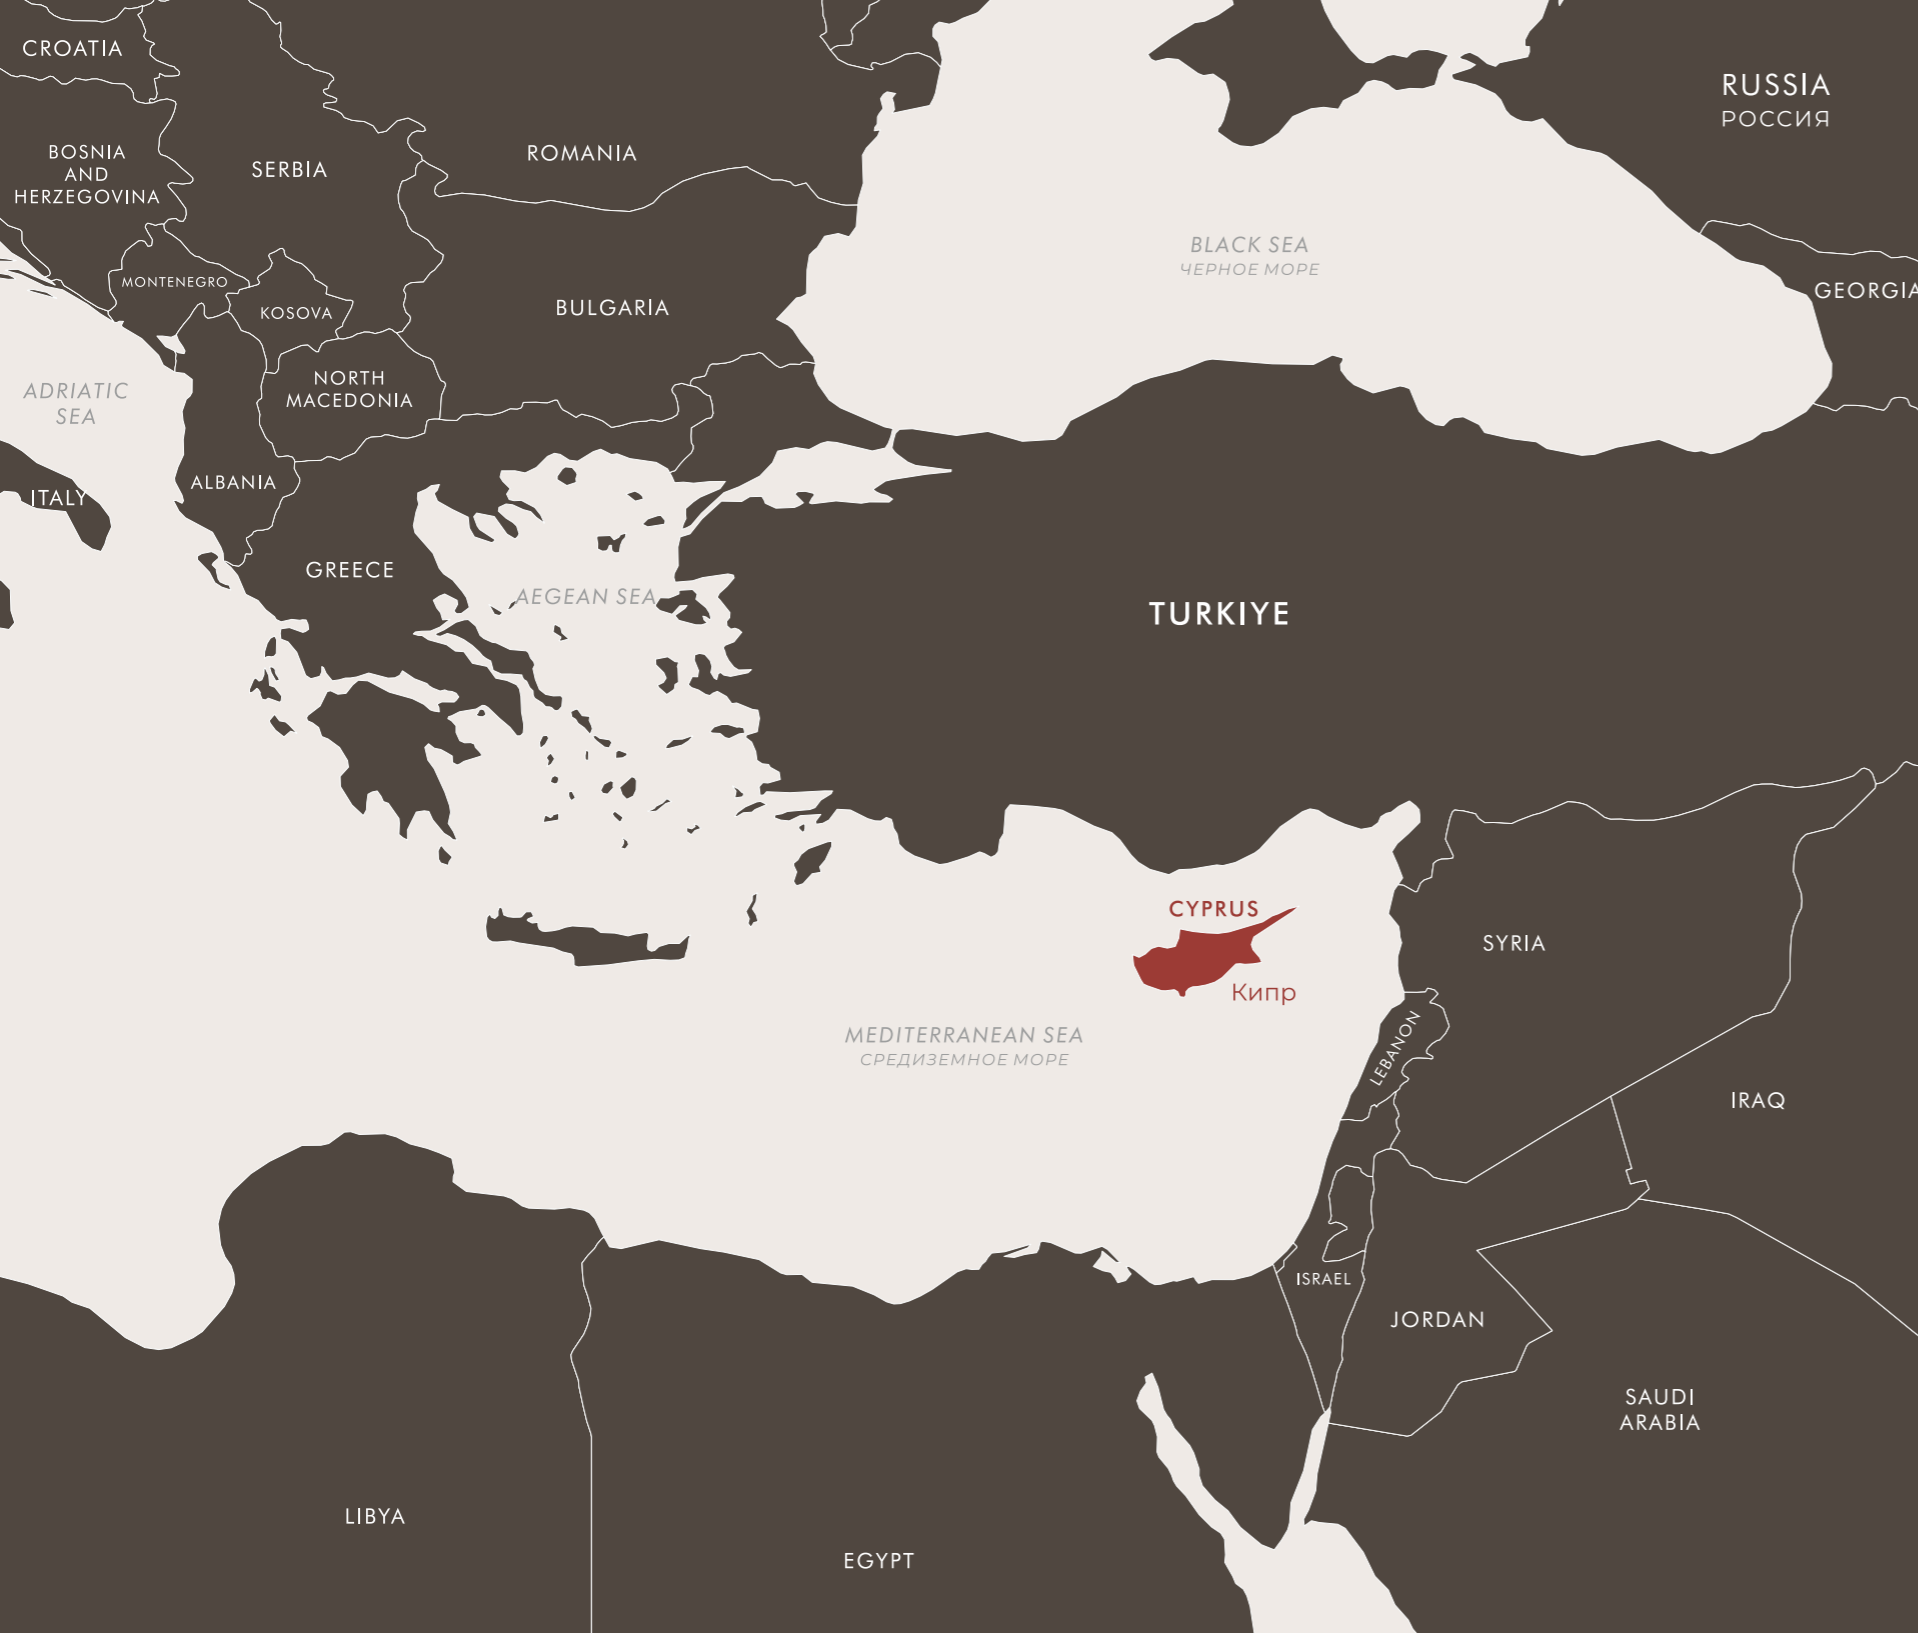 CROATIA
RUSSIA
РОССИЯ
BOSNIA
AND
HERZEGOVINA
SERBIA
ROMANIA
BLACK SEA
ЧЕРНОЕ МОРЕ
MONTENEGRO
KOSOVA
BULGARIA
GEORGIA
ADRIATIC
SEA
NORTH
MACEDONIA
ITALY
ALBANIA
GREECE
AEGEAN SEA
TURKIYE
CYPRUS
Кипр
SYRIA
MEDITERRANEAN SEA
СРЕДИЗЕМНОЕ МОРЕ
LEBANON
IRAQ
ISRAEL
JORDAN
SAUDI
ARABIA
LIBYA
EGYPT